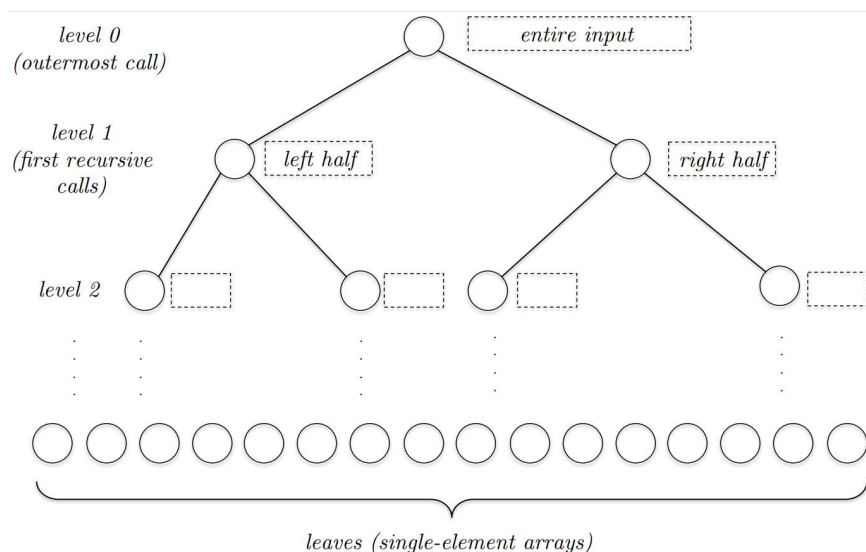 level 0
(outermost call)
entire input
level 1
(first recursive
calls)
left half
right half
level 2
leaves (single-element arrays)